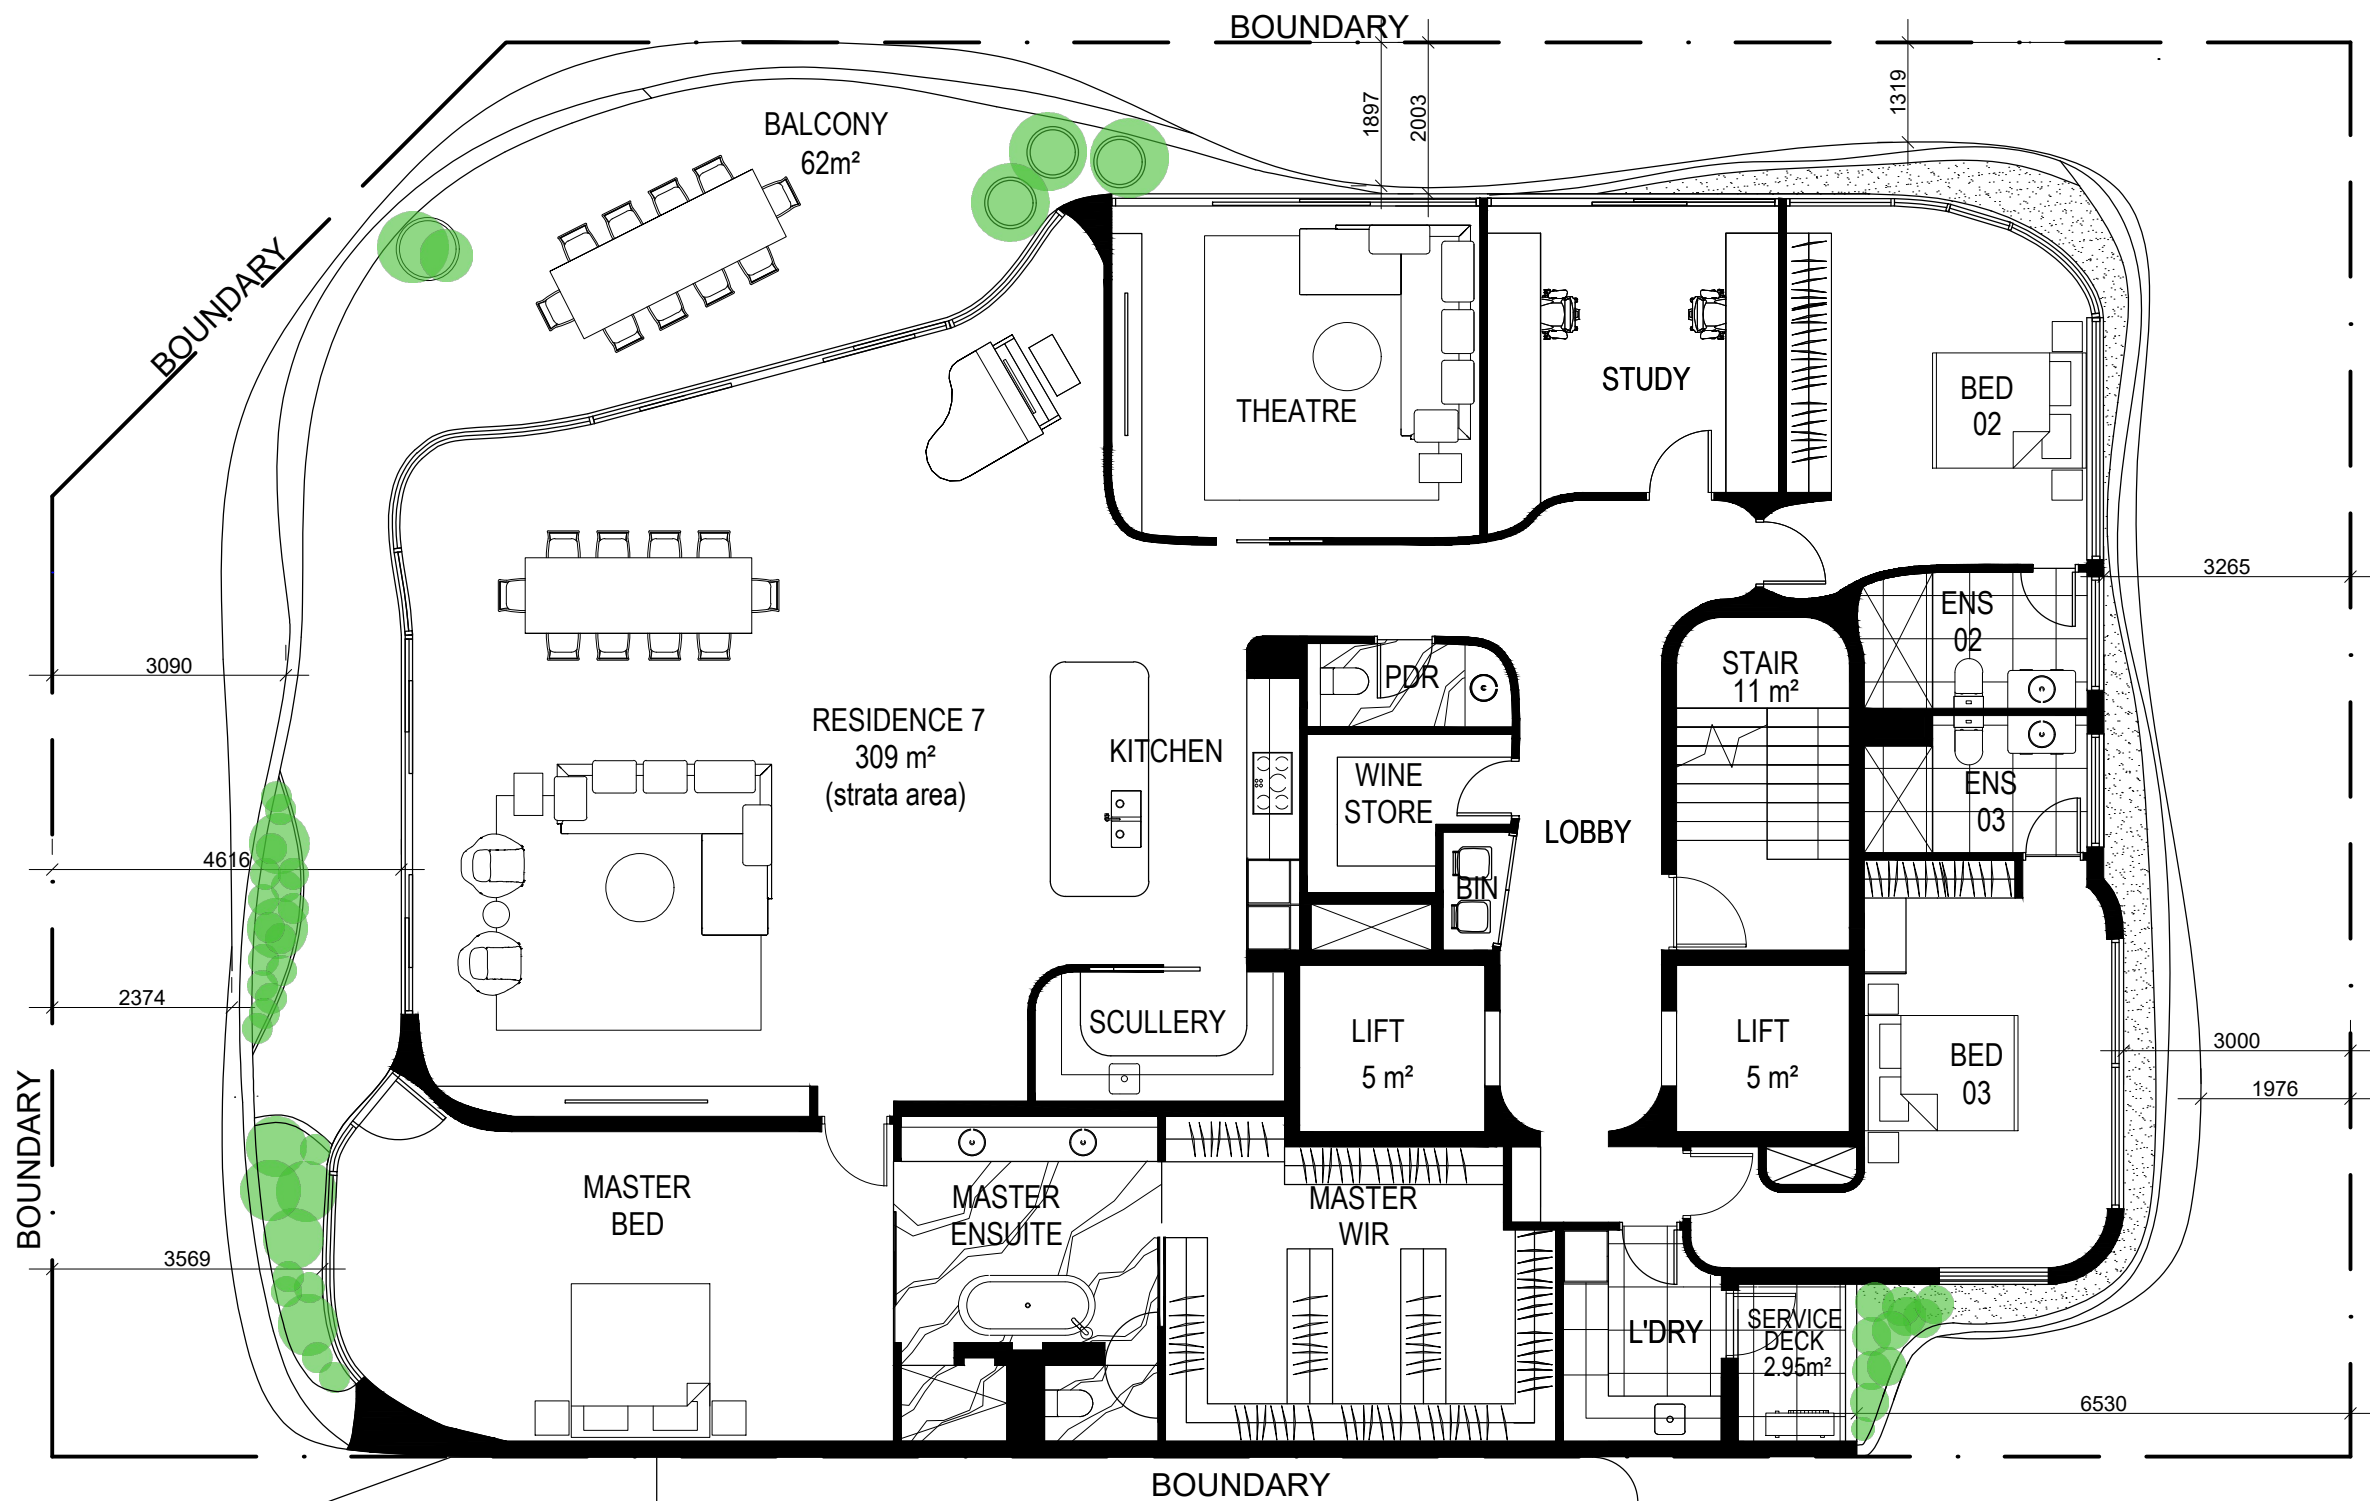 BOUNDARY
1897
2003
1319
BALCONY
62m²
BOUNDARY
THEATRE
STUDY
BED
02
3265
ENS
02
3090
PDR
STAIR
11 m²
RESIDENCE 7
309 m²
(strata area)
KITCHEN
WINE
STORE
LOBBY
ENS
03
4616
BIN
2374
SCULLERY
LIFT
5 m²
LIFT
5 m²
BED
03
3000
1976
BOUNDARY
MASTER
BED
MASTER
ENSUITE
MASTER
WIR
3569
L'DRY
SERVICE
DECK
2.95m²
6530
BOUNDARY